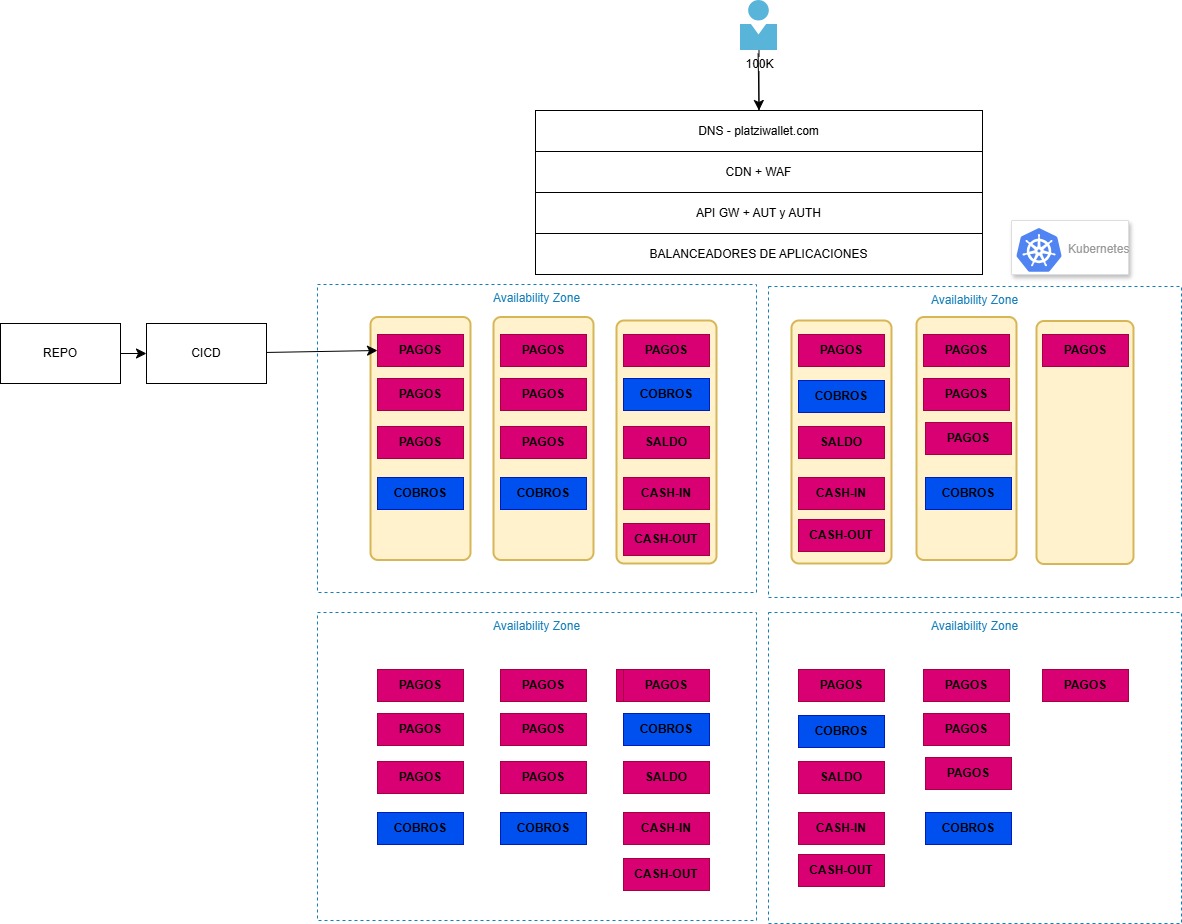 100K
DNS - platziwallet.com
CDN + WAF
API GW + AUT y AUTH
BALANCEADORES DE APLICACIONES
Kubernetes
Availability Zone
Availability Zone
REPO
CICD
PAGOS
PAGOS
PAGOS
PAGOS
PAGOS
PAGOS
PAGOS
PAGOS
COBROS
COBROS
PAGOS
PAGOS
PAGOS
SALDO
SALDO
PAGOS
COBROS
COBROS
CASH-IN
CASH-IN
COBROS
CASH-OUT
CASH-OUT
Availability Zone
Availability Zone
PAGOS
PAGOS
PAGOS
PAGOS
PAGOS
PAGOS
PAGOS
PAGOS
COBROS
COBROS
PAGOS
PAGOS
PAGOS
SALDO
SALDO
PAGOS
COBROS
COBROS
CASH-IN
CASH-IN
COBROS
CASH-OUT
CASH-OUT